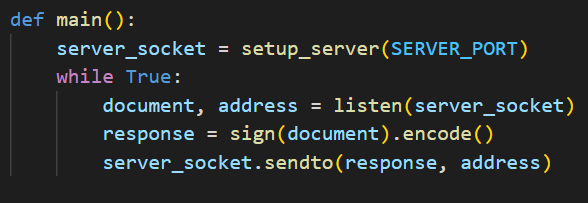 def main():
    server_socket = setup_server(SERVER_PORT)
    while True:
        document, address = listen(server_socket)
        response = sign(document).encode()
        server_socket.sendto(response, address)